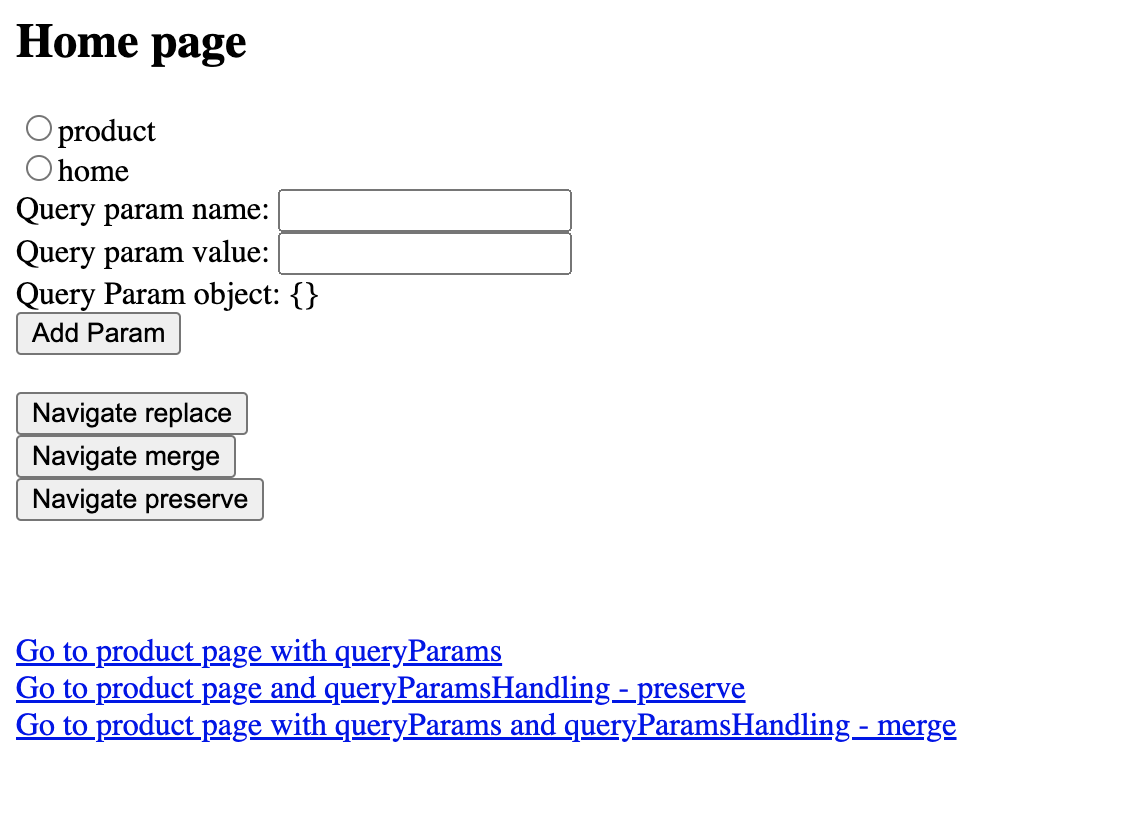 Home page
product
home
Query param name:
Query param value:
Query Param object: {}
Add Param
Navigate replace
Navigate merge
Navigate preserve
Go to product page with queryParams
Go to product page and queryParamsHandling - preserve
Go to product page with queryParams and queryParamsHandling - merge